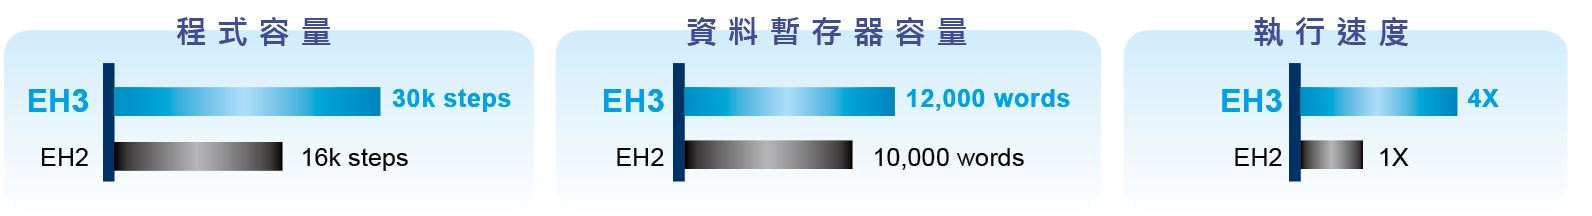 程式容量
EH3 30k steps
EH2 16k steps
資料暫存器容量
EH3 12,000 words
EH2 10,000 words
執行速度
EH3 4X
EH2 1X